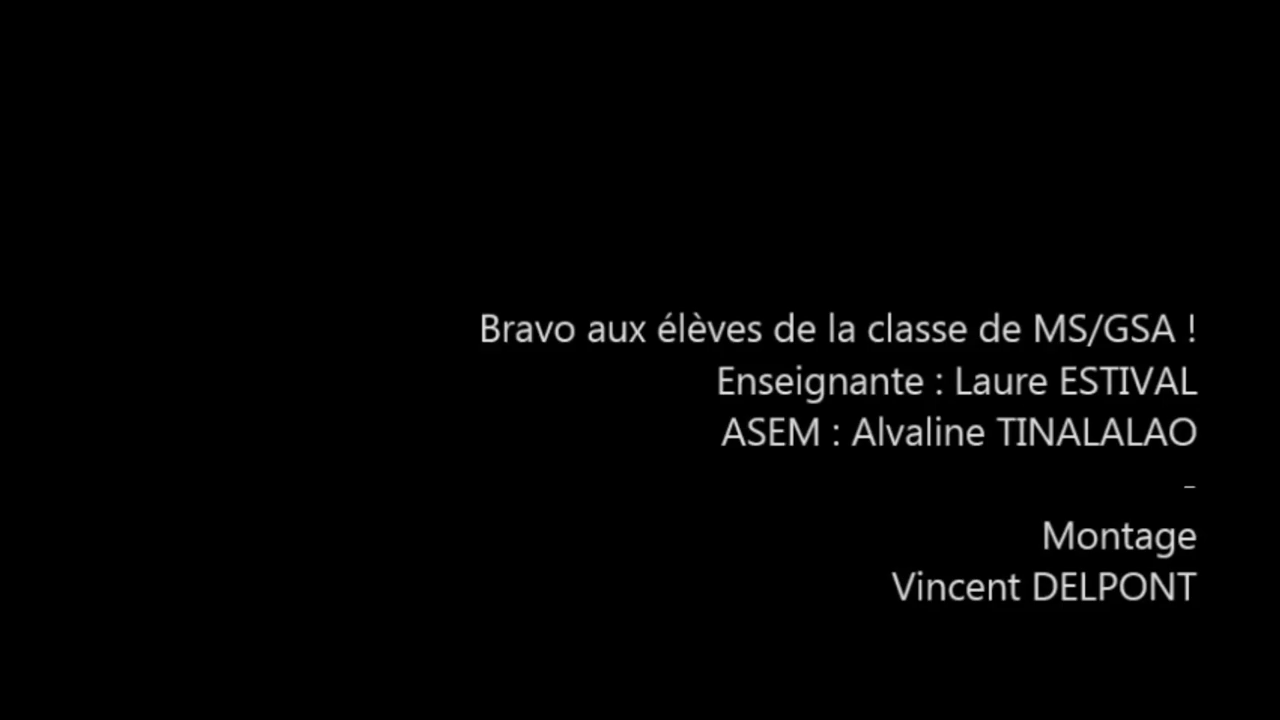 Bravo aux élèves de la classe de MS/GSA !
Enseignante : Laure ESTIVAL
ASEM : Alvaline TINALALAO
-
Montage
Vincent DELPONT